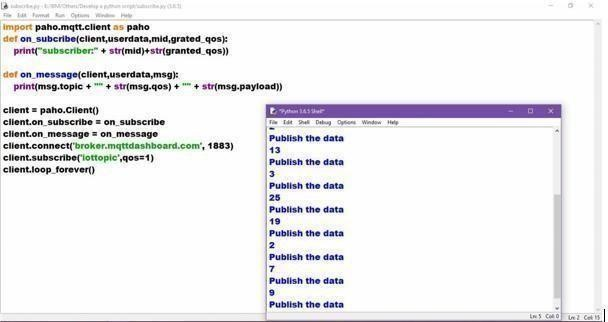 subscribe.py - E:/IBM/Others/Develop a python script/subscribe.py (3.6.5)
File Edit Format Run Options Window Help
import paho.mqtt.client as paho
def on_subcribe(client,userdata,mid,grated_qos):
print("subscriber:" + str(mid)+str(granted_qos))
def on_message(client,userdata,msg):
print(msg.topic + "" + str(msg.qos) + "" + str(msg.payload))
client = paho.Client()
client.on_subscribe = on_subscribe
client.on_message = on_message
client.connect('broker.mqttdashboard.com', 1883)
client.subscribe('iottopic',qos=1)
client.loop_forever()
*Python 3.6.5 Shell*
File Edit Shell Debug Options Window Help
2
Publish the data
13
Publish the data
3
Publish the data
25
Publish the data
19
Publish the data
2
Publish the data
7
Publish the data
9
Publish the data
Ln: 5 Col: 0
Ln: 2 Col: 15